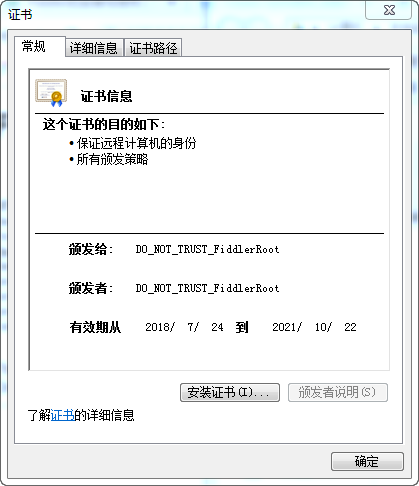 证书
常规
详细信息
证书路径
证书信息
这个证书的目的如下:
• 保证远程计算机的身份
• 所有颁发策略
颁发给: DO_NOT_TRUST_FiddlerRoot
颁发者: DO_NOT_TRUST_FiddlerRoot
有效期从 2018/ 7/ 24 到 2021/ 10/ 22
安装证书(I)...
颁发者说明(S)
了解证书的详细信息
确定